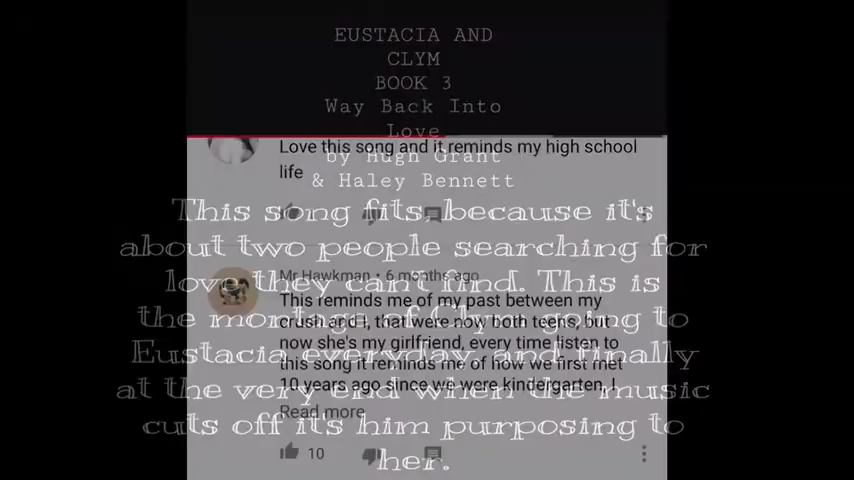 EUSTACIA AND
CLYM
BOOK 3
Way Back Into
Love
by Hugh Grant
& Haley Bennett
This song fits, because it's
about two people searching for
love they can't find. This is
the montage of Clym going to
Eustacia everyday, and finally
at the very end when the music
cuts off it's him purposing to
her.
Love this song and it reminds my high school
life
Mr Hawkman • 6 months ago
This reminds me of my past between my
crush and I, that were now both teens, but
now she's my girlfriend, every time listen to
this song it reminds me of how we first met
10 years ago since we were kindergarten, I
Read more
10